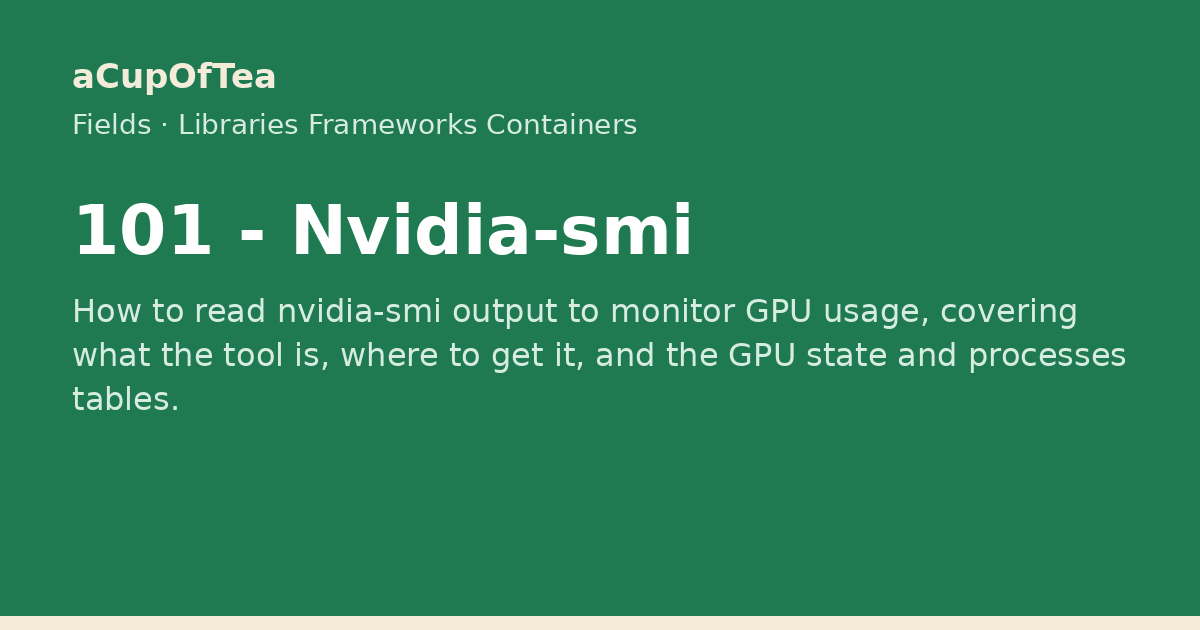 aCupOfTea
Fields · Libraries Frameworks Containers
101 - Nvidia-smi
How to read nvidia-smi output to monitor GPU usage, covering
what the tool is, where to get it, and the GPU state and processes
tables.